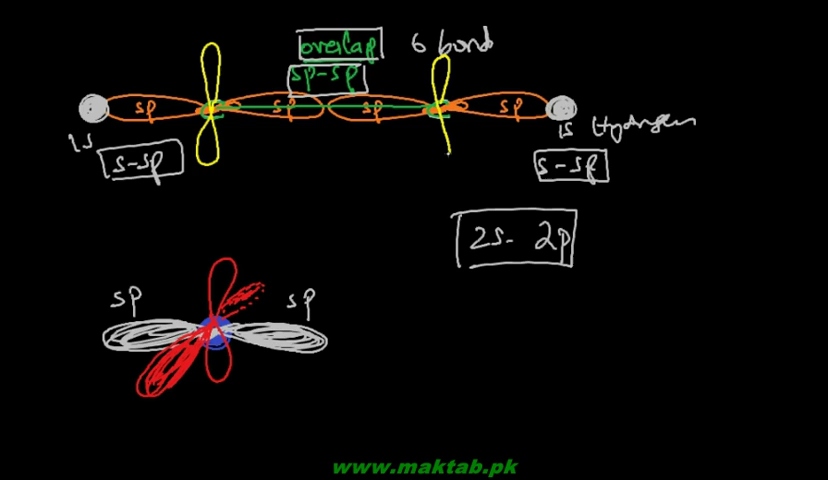 overlap 6 bond
sp-sp
sp sp sp sp
1S 1S Hydrogen
s-sp s-sp
2s- 2p
sp sp
www.maktab.pk